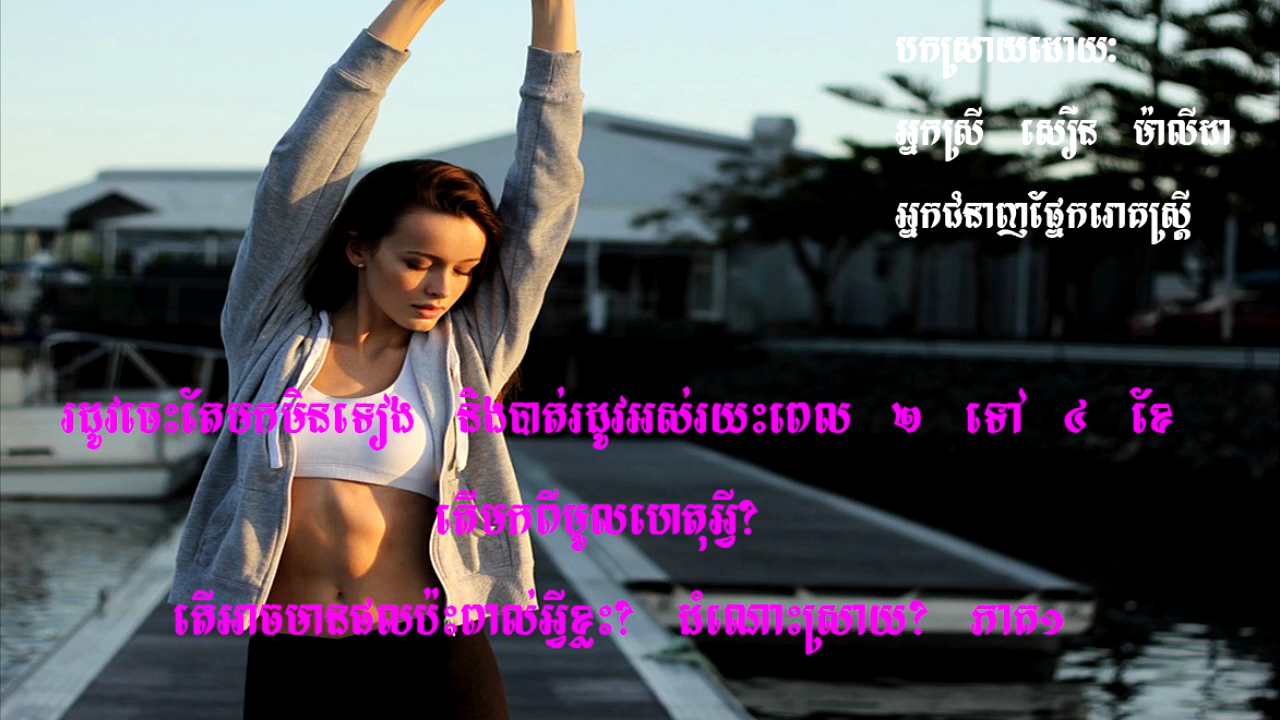 បកស្រាយដោយៈ
អ្នកស្រី សឿន ម៉ាលីដា
អ្នកជំនាញផ្នែករោគស្ត្រី
រដូវចេះតែមកមិនទៀង និងបាត់រដូវអស់រយៈពេល ២ ទៅ ៤ ខែ
តើមកពីមូលហេតុអ្វី?
តើអាចមានផលប៉ះពាល់អ្វីខ្លះ? ដំណោះស្រាយ? ភាគ១